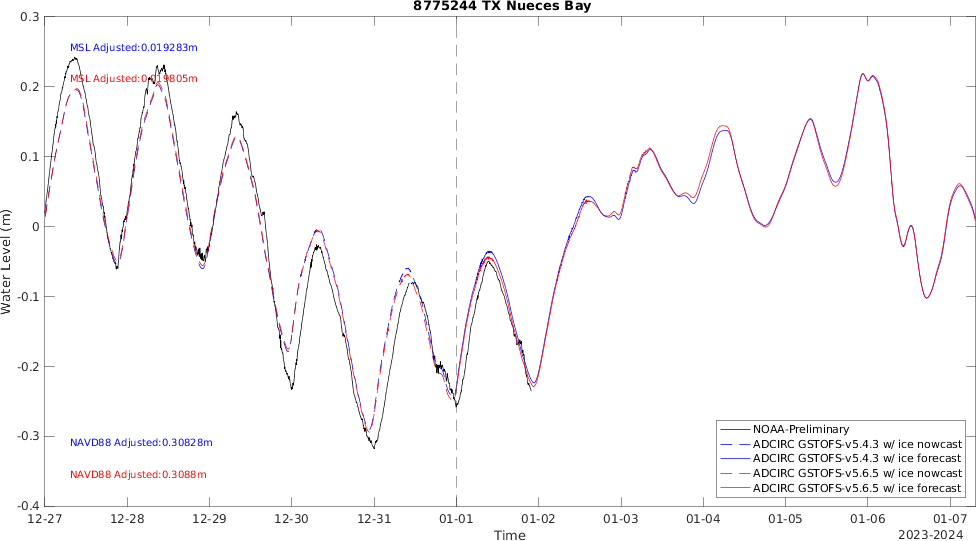 8775244 TX Nueces Bay
0.3
0.2
0.1
0
-0.1
-0.2
-0.3
-0.4
Water Level (m)
MSL Adjusted:0.019283m
MSL Adjusted:0.019805m
NAVD88 Adjusted:0.30828m
NAVD88 Adjusted:0.3088m
NOAA-Preliminary
ADCIRC GSTOFS-v5.4.3 w/ ice nowcast
ADCIRC GSTOFS-v5.4.3 w/ ice forecast
ADCIRC GSTOFS-v5.6.5 w/ ice nowcast
ADCIRC GSTOFS-v5.6.5 w/ ice forecast
12-27 12-28 12-29 12-30 12-31 01-01 01-02 01-03 01-04 01-05 01-06 01-07
Time
2023-2024